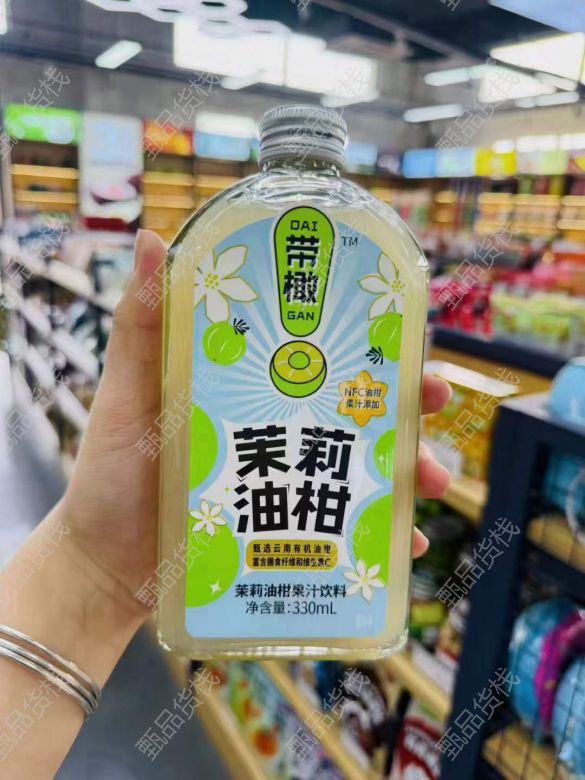 DAI
带橄
GAN
TM
NFC油柑
果汁添加
茉莉
油柑
甄选云南有机油柑
富含膳食纤维和维生素C
茉莉油柑果汁饮料
净含量:330mL
甄品货栈